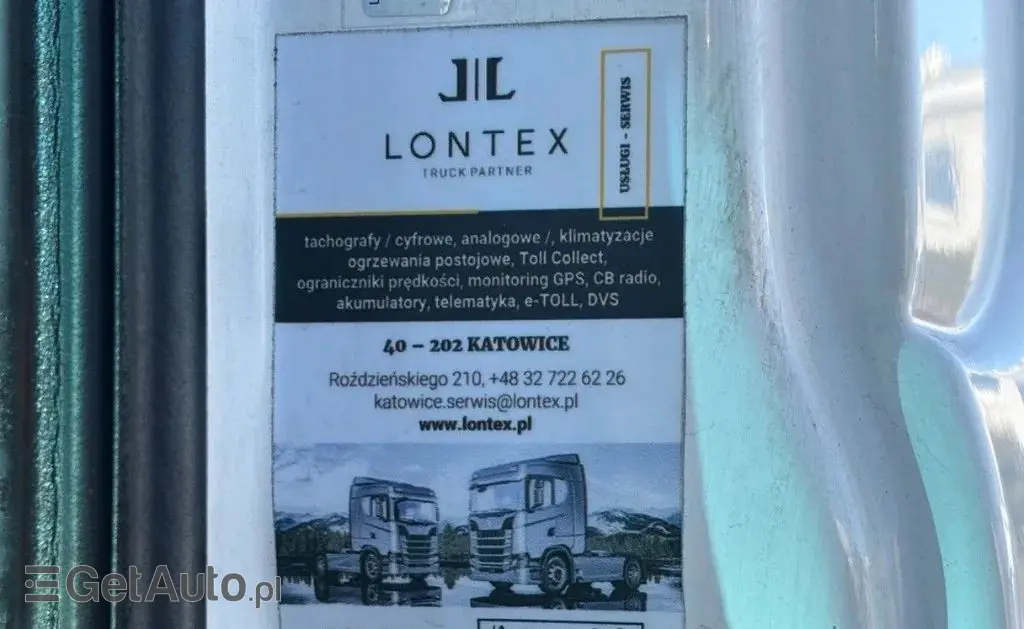 LONTEX
TRUCK PARTNER
USŁUGI - SERWIS
tachografy / cyfrowe, analogowe /, klimatyzacje
ogrzewania postojowe, Toll Collect,
ograniczniki prędkości, monitoring GPS, CB radio,
akumulatory, telematyka, e-TOLL, DVS
40 – 202 KATOWICE
Roździeńskiego 210, +48 32 722 62 26
katowice.serwis@lontex.pl
www.lontex.pl
GetAuto.pl